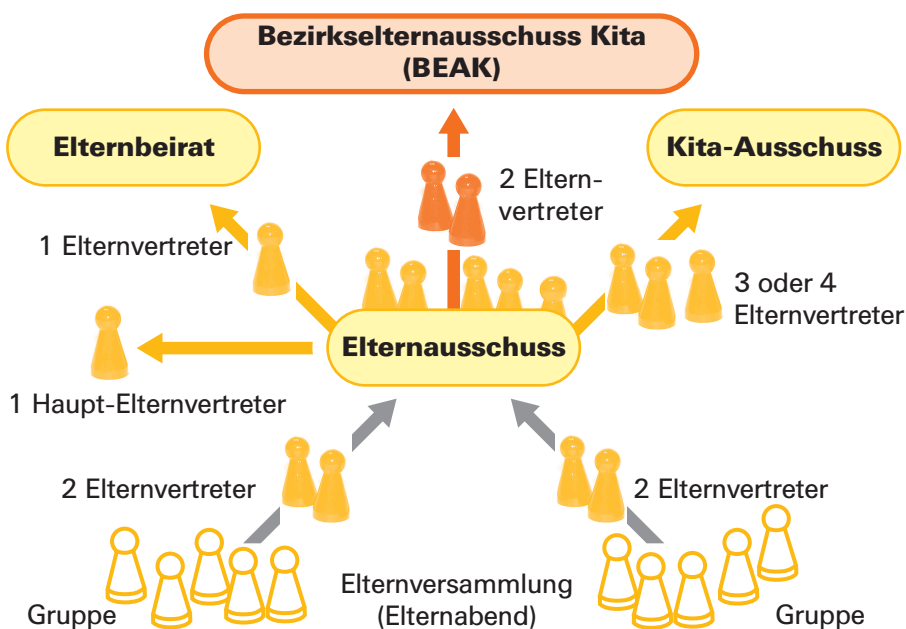 Bezirkselternausschuss Kita
(BEAK)
Elternbeirat
Kita-Ausschuss
2 Eltern-
vertreter
1 Elternvertreter
3 oder 4
Elternvertreter
Elternausschuss
1 Haupt-Elternvertreter
2 Elternvertreter
2 Elternvertreter
Elternversammlung
(Elternabend)
Gruppe
Gruppe